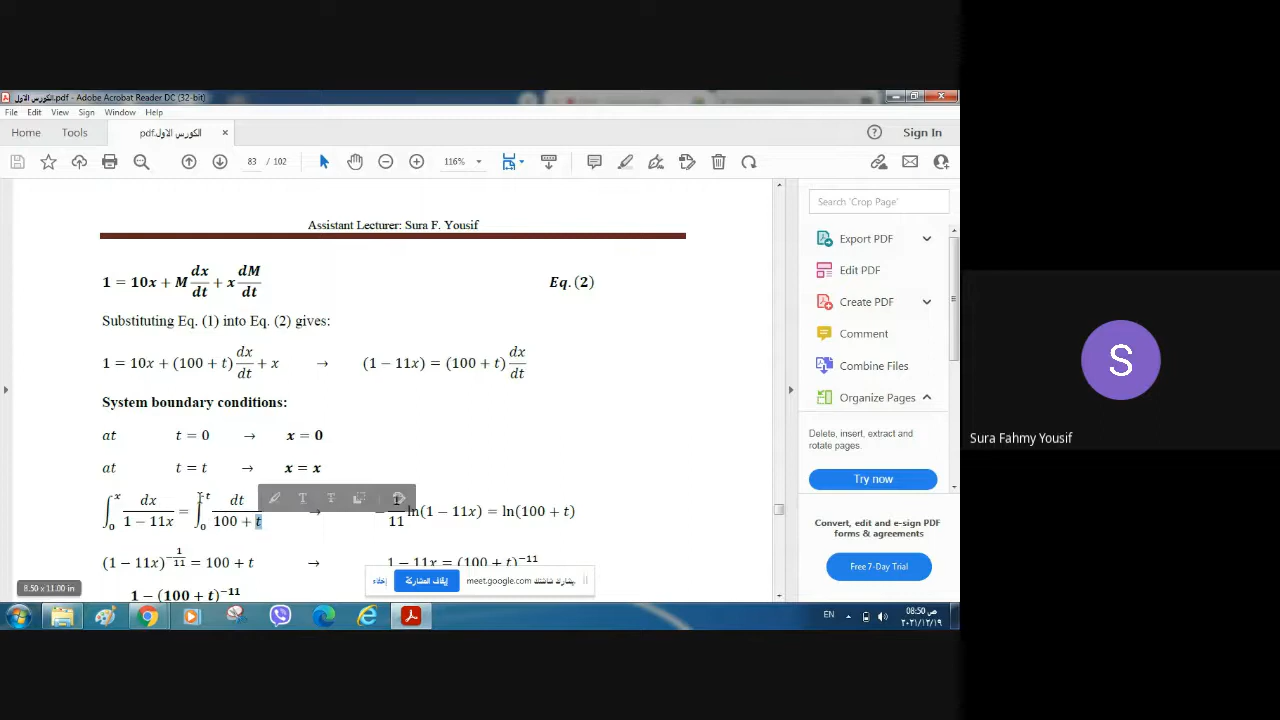 الكورس الاول.pdf - Adobe Acrobat Reader DC (32-bit)
File Edit View Sign Window Help
Home Tools الكورس الاول.pdf × ? Sign In
83 / 102 116%
Assistant Lecturer: Sura F. Yousif
1 = 10x + M dx/dt + x dM/dt Eq. (2)
Substituting Eq. (1) into Eq. (2) gives:
1 = 10x + (100 + t) dx/dt + x → (1 − 11x) = (100 + t) dx/dt
System boundary conditions:
at t = 0 → x = 0
at t = t → x = x
∫₀ˣ dx/(1 − 11x) = ∫₀ᵗ dt/(100 + t) → −1/11 ln(1 − 11x) = ln(100 + t)
(1 − 11x)^(−1/11) = 100 + t → 1 − 11x = (100 + t)⁻¹¹
1 − (100 + t)⁻¹¹
8.50 x 11.00 in
إخفاء إيقاف المشاركة meet.google.com
Search 'Crop Page'
Export PDF
Edit PDF
Create PDF
Comment
Combine Files
Organize Pages
Delete, insert, extract and
rotate pages.
Try now
Convert, edit and e-sign PDF
forms & agreements
Free 7-Day Trial
EN
08:50 ص
٢٠٢١/١٢/١٩
S
Sura Fahmy Yousif